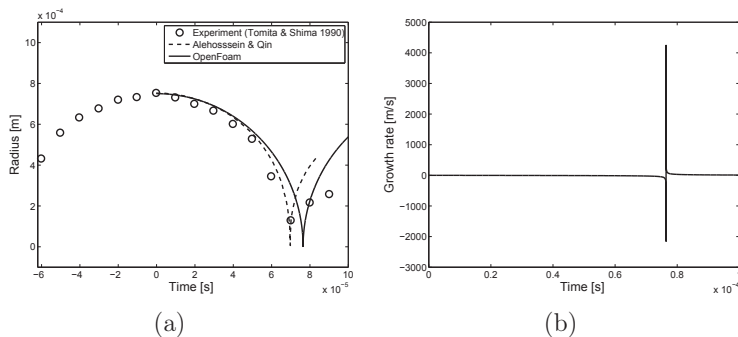 x 10⁻⁴
10
8
6
4
2
0
Radius [m]
Experiment (Tomita & Shima 1990)
Alehosssein & Qin
OpenFoam
−6 −4 −2 0 2 4 6 8 10
Time [s]
x 10⁻⁵
(a)
5000
4000
3000
2000
1000
0
−1000
−2000
−3000
Growth rate [m/s]
0 0.2 0.4 0.6 0.8
Time [s]
x 10⁻⁴
(b)